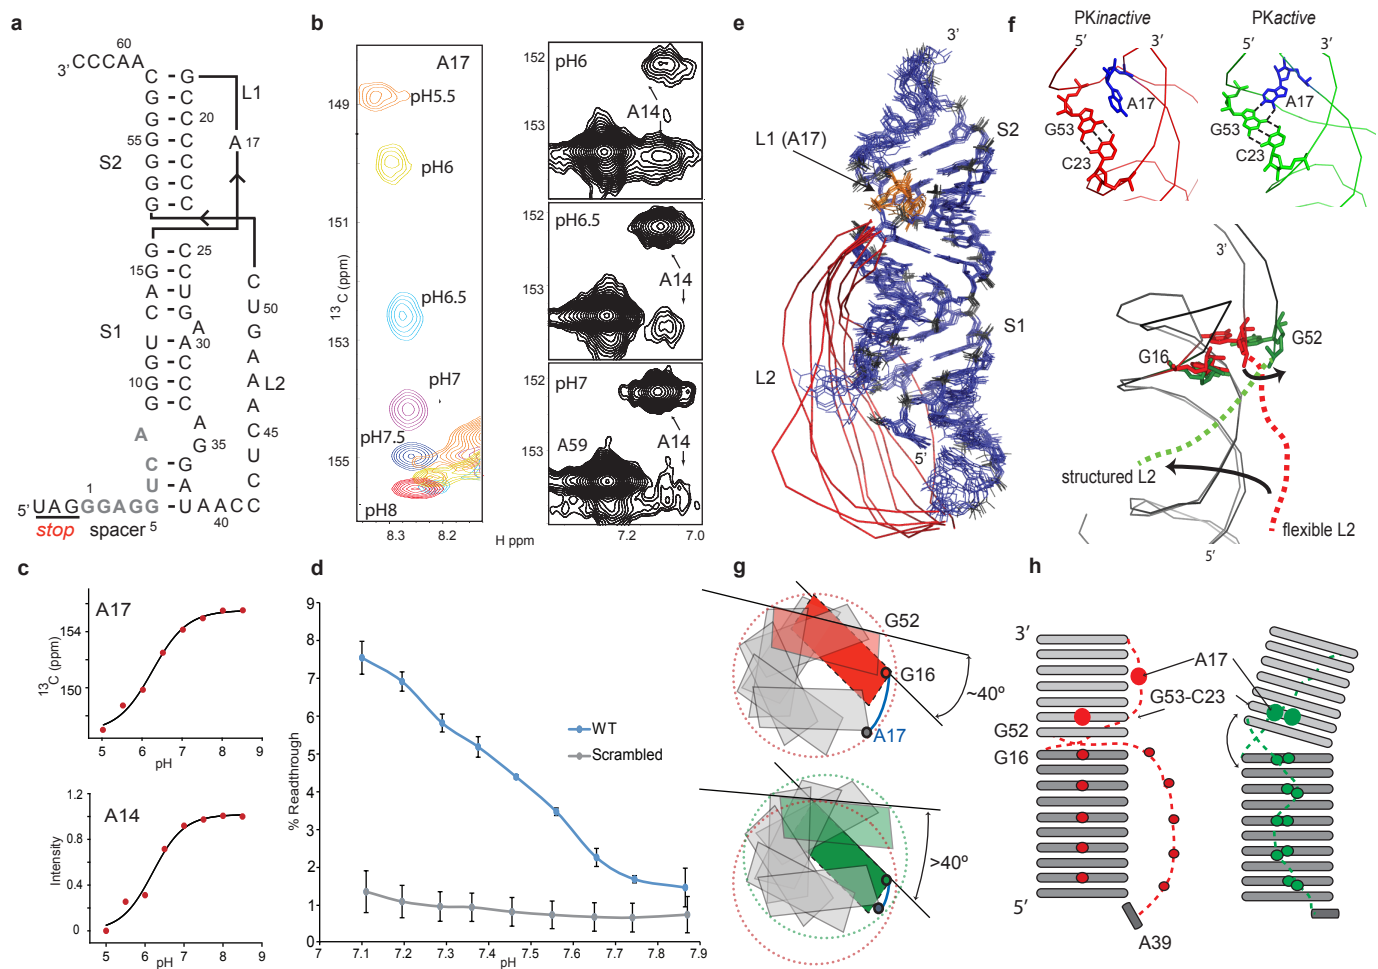 a
60
3' CCCAA
C – G
L1
G – C
G – C
20
55 G – C
A 17
S2
G – C
G – C
G – C
G – C
25
G – C
15 G – C
C
A – U
U
50
C – G
G
S1
A
U A
A
30
G – C
A
10 G – C
A
L2
G – C
A
A
A
C
45
G
35
U
C
G
C
U
A
C
1
5' UAGGGAGG – UAACC
stop spacer 5
40
b
A17
149
pH5.5
pH6
151
13C (ppm)
pH6.5
153
pH7
pH7.5
155
pH8
8.3
8.2
H ppm
152
pH6
A14
153
152
pH6.5
A14
153
152
pH7
A59
A14
153
7.2
7.0
c
A17
154
13C (ppm)
150
5 6 7 8 9
pH
A14
1.2
0.8
Intensity
0.4
0
5 6 7 8 9
pH
d
9
8
7
6
5
4
3
2
1
0
% Readthrough
WT
Scrambled
7 7.1 7.2 7.3 7.4 7.5 7.6 7.7 7.8 7.9
pH
e
3'
S2
L1 (A17)
S1
L2
5'
f
PKinactive
PKactive
5'
3'
5'
3'
A17
A17
G53
G53
C23
C23
3'
G52
G16
structured L2
flexible L2
5'
g
G52
G16
~40º
A17
>40º
h
3'
A17
G53-C23
G52
G16
5'
A39